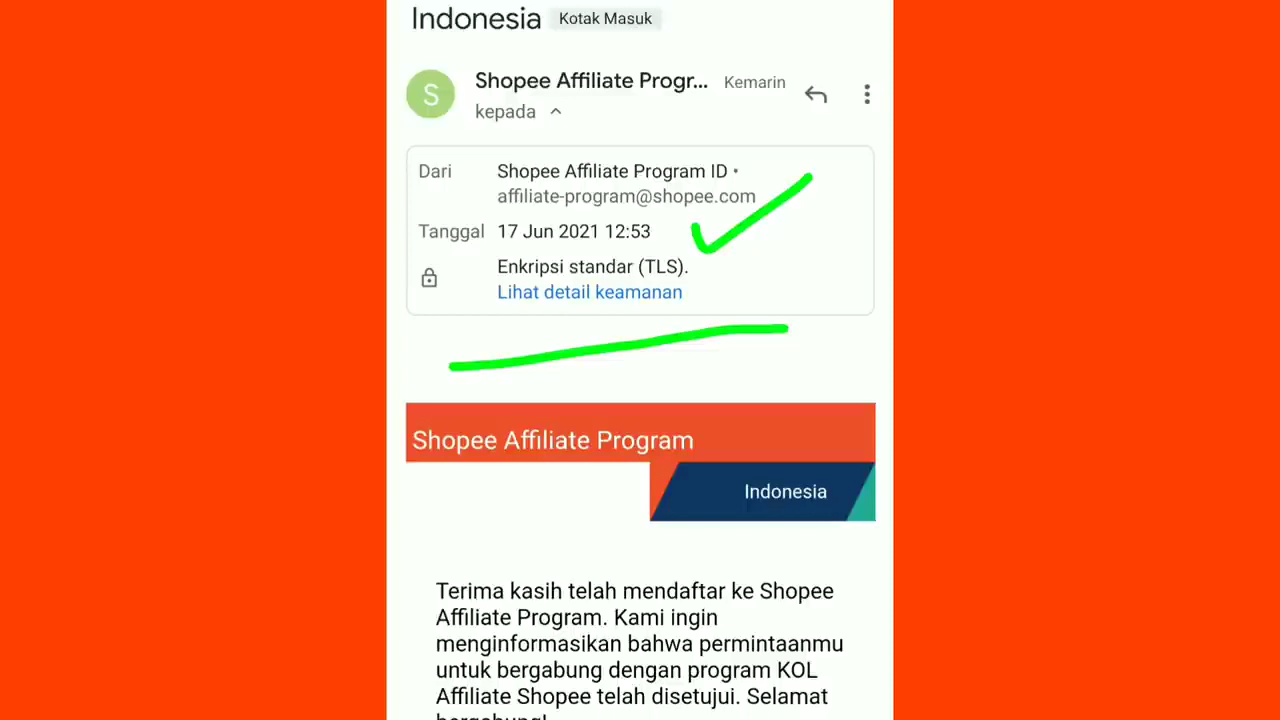 Indonesia Kotak Masuk
S
Shopee Affiliate Progr... Kemarin
kepada
Dari Shopee Affiliate Program ID •
affiliate-program@shopee.com
Tanggal 17 Jun 2021 12:53
Enkripsi standar (TLS).
Lihat detail keamanan
Shopee Affiliate Program
Indonesia
Terima kasih telah mendaftar ke Shopee
Affiliate Program. Kami ingin
menginformasikan bahwa permintaanmu
untuk bergabung dengan program KOL
Affiliate Shopee telah disetujui. Selamat
bergabung!